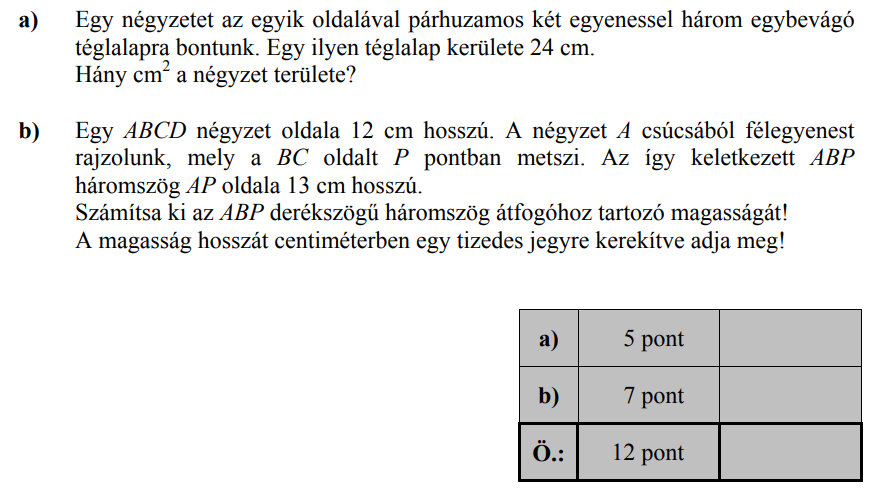 a) Egy négyzetet az egyik oldalával párhuzamos két egyenessel három egybevágó
téglalapra bontunk. Egy ilyen téglalap kerülete 24 cm.
Hány cm² a négyzet területe?
b) Egy ABCD négyzet oldala 12 cm hosszú. A négyzet A csúcsából félegyenest
rajzolunk, mely a BC oldalt P pontban metszi. Az így keletkezett ABP
háromszög AP oldala 13 cm hosszú.
Számítsa ki az ABP derékszögű háromszög átfogóhoz tartozó magasságát!
A magasság hosszát centiméterben egy tizedes jegyre kerekítve adja meg!
a) 5 pont
b) 7 pont
Ö.: 12 pont